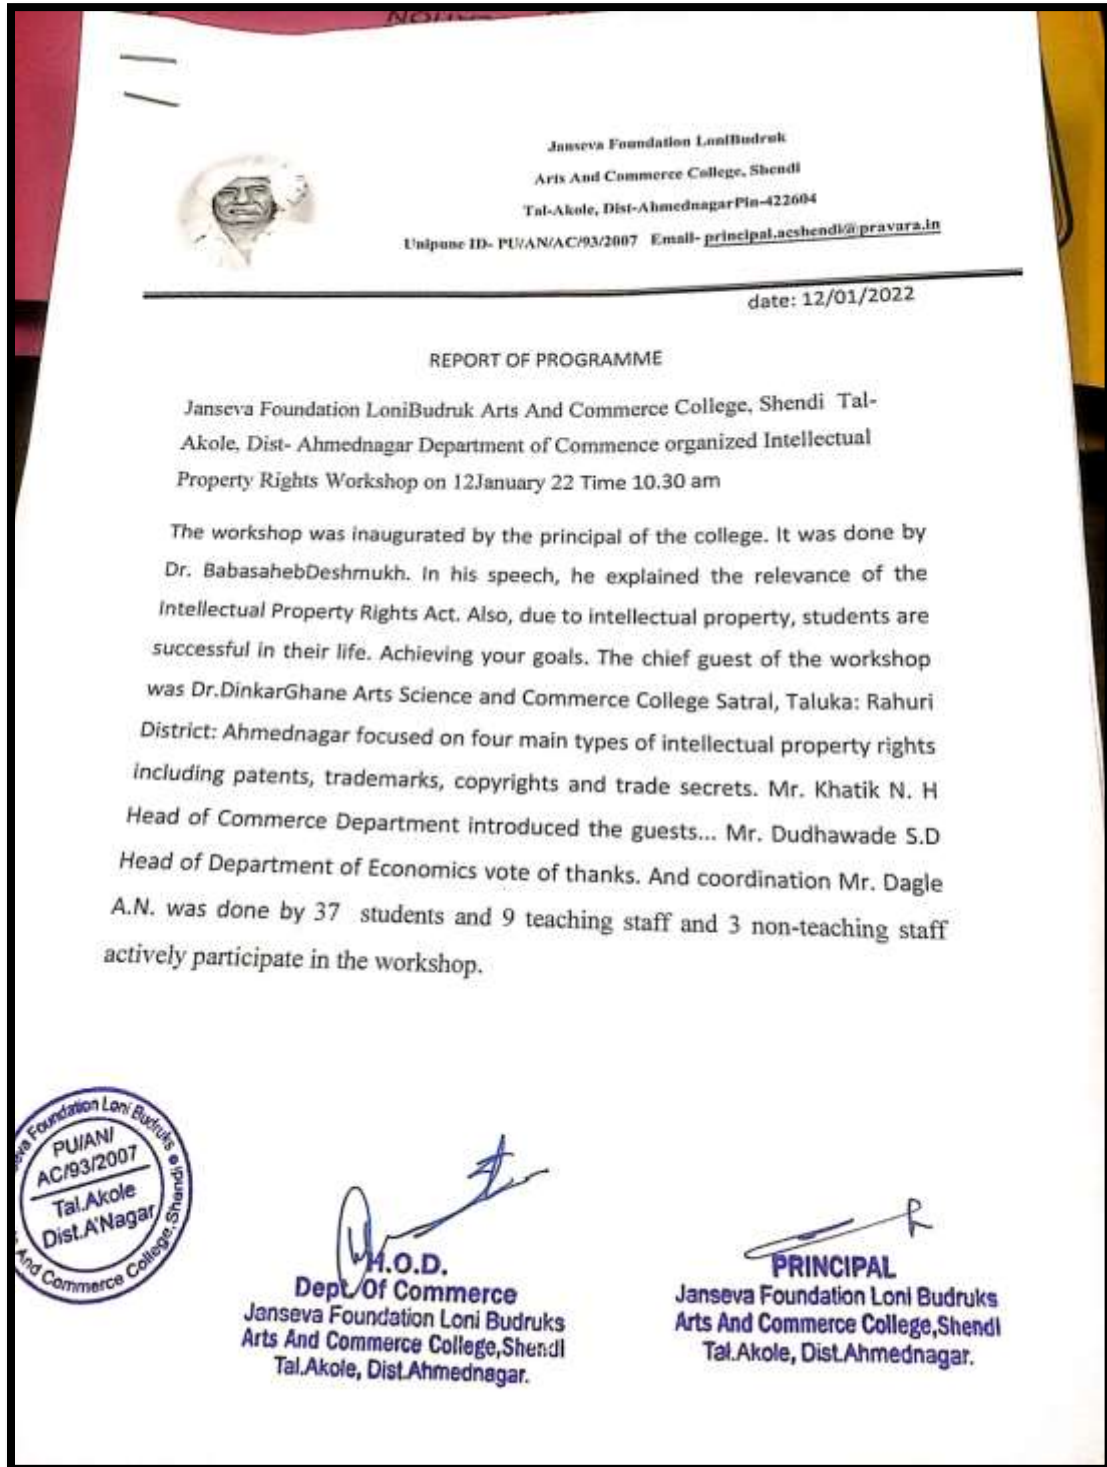 Janseva Foundation LoniBudruk
Arts And Commerce College, Shendi
Tal-Akole, Dist-AhmednagarPin-422604
Unipune ID- PU/AN/AC/93/2007 Email- principal.acshendi@pravara.in
date: 12/01/2022
REPORT OF PROGRAMME
Janseva Foundation LoniBudruk Arts And Commerce College, Shendi Tal-
Akole, Dist- Ahmednagar Department of Commence organized Intellectual
Property Rights Workshop on 12January 22 Time 10.30 am
The workshop was inaugurated by the principal of the college. It was done by
Dr. BabasahebDeshmukh. In his speech, he explained the relevance of the
Intellectual Property Rights Act. Also, due to intellectual property, students are
successful in their life. Achieving your goals. The chief guest of the workshop
was Dr.DinkarGhane Arts Science and Commerce College Satral, Taluka: Rahuri
District: Ahmednagar focused on four main types of intellectual property rights
including patents, trademarks, copyrights and trade secrets. Mr. Khatik N. H
Head of Commerce Department introduced the guests... Mr. Dudhawade S.D
Head of Department of Economics vote of thanks. And coordination Mr. Dagle
A.N. was done by 37 students and 9 teaching staff and 3 non-teaching staff
actively participate in the workshop.
Foundation Loni Budruks
PU/AN/
AC/93/2007
Tal.Akole
Dist.A'Nagar
And Commerce College,Shendi
H.O.D.
Dept Of Commerce
Janseva Foundation Loni Budruks
Arts And Commerce College,Shendi
Tal.Akole, Dist.Ahmednagar.
PRINCIPAL
Janseva Foundation Loni Budruks
Arts And Commerce College,Shendi
Tal.Akole, Dist.Ahmednagar.